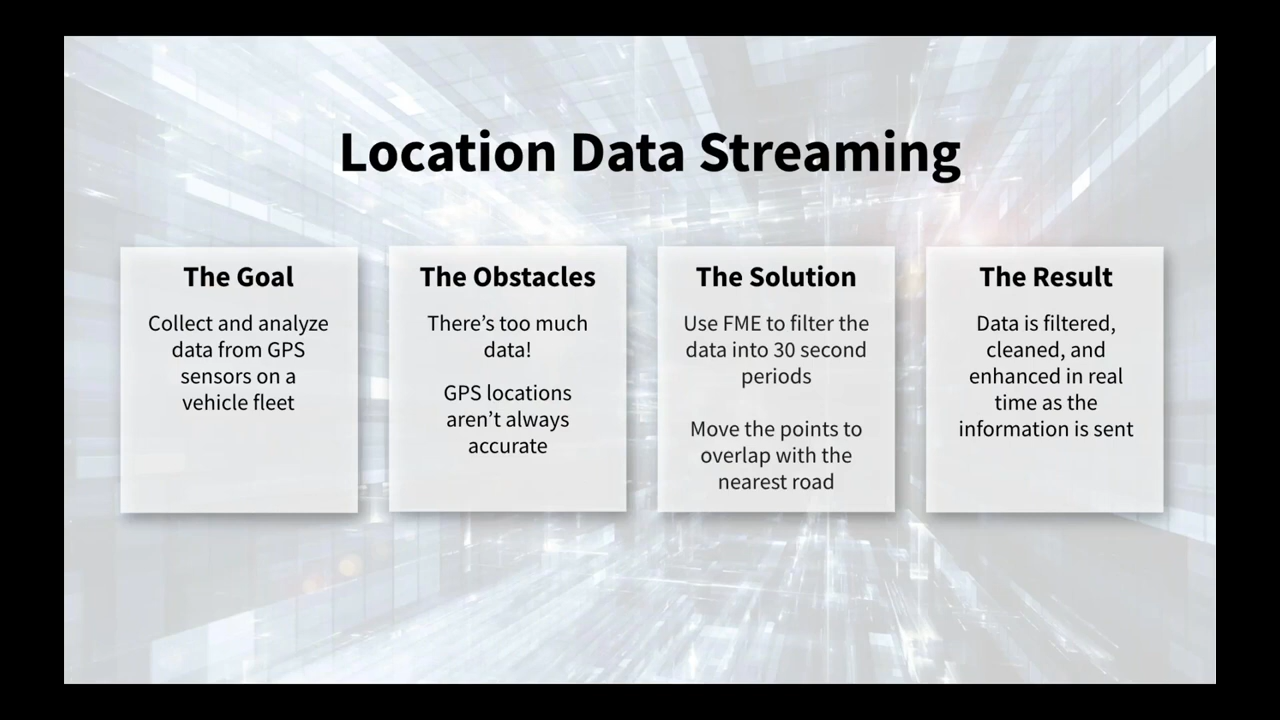 Location Data Streaming
The Goal
Collect and analyze
data from GPS
sensors on a
vehicle fleet
The Obstacles
There’s too much
data!
GPS locations
aren’t always
accurate
The Solution
Use FME to filter the
data into 30 second
periods
Move the points to
overlap with the
nearest road
The Result
Data is filtered,
cleaned, and
enhanced in real
time as the
information is sent